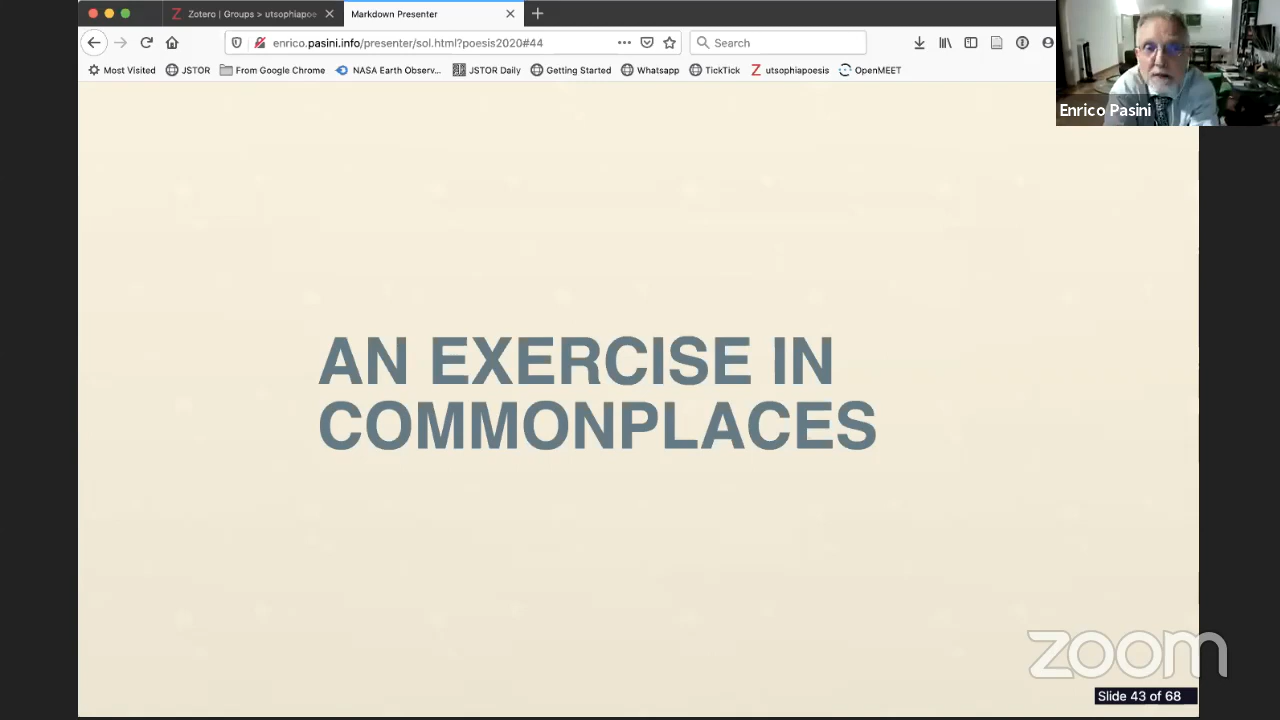 Zotero | Groups > utsophiapoe
Markdown Presenter
enrico.pasini.info/presenter/sol.html?poesis2020#44
Search
Most Visited
JSTOR
From Google Chrome
NASA Earth Observ...
JSTOR Daily
Getting Started
Whatsapp
TickTick
Z utsophiapoesis
OpenMEET
Enrico Pasini
AN EXERCISE IN
COMMONPLACES
zoom
Slide 43 of 68